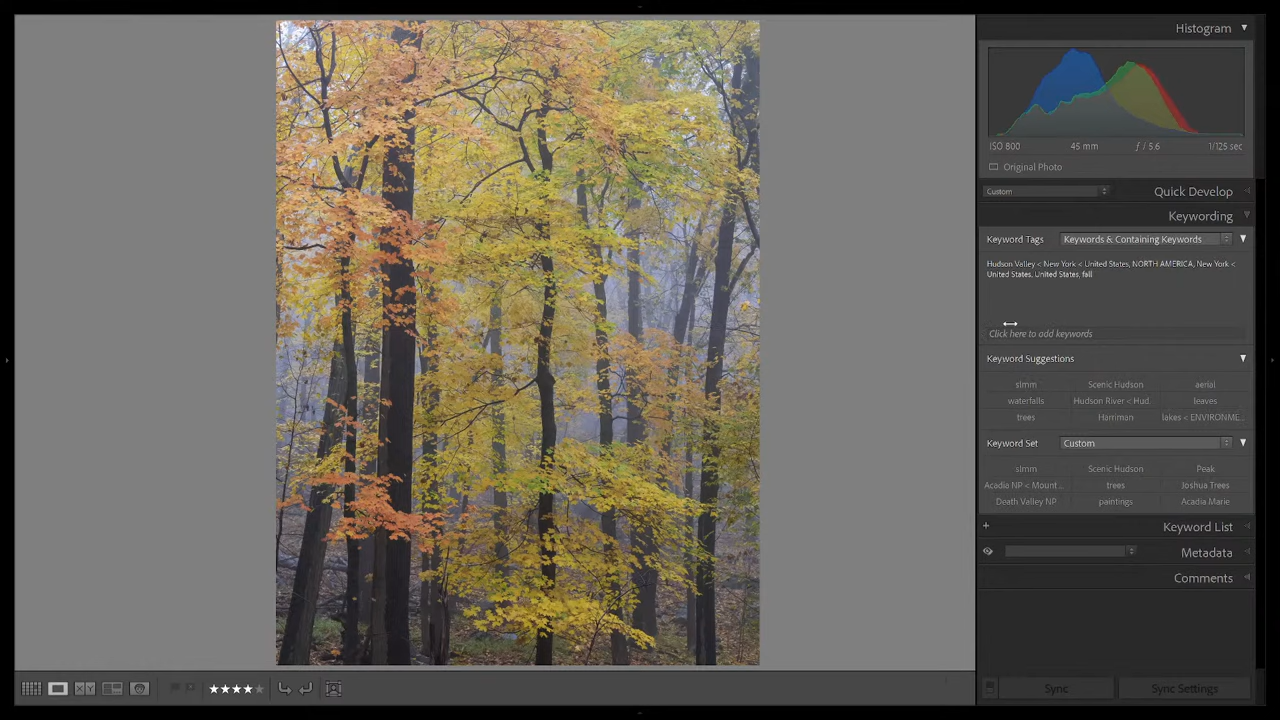 Histogram
ISO 800 45 mm ƒ / 5.6 1/125 sec
Original Photo
Custom Quick Develop
Keywording
Keyword Tags Keywords & Containing Keywords
Hudson Valley < New York < United States, NORTH AMERICA, New York <
United States, United States, fall
Click here to add keywords
Keyword Suggestions
slmm Scenic Hudson aerial
waterfalls Hudson River < Hud... leaves
trees Harriman lakes < ENVIRONME...
Keyword Set Custom
slmm Scenic Hudson Peak
Acadia NP < Mount ... trees Joshua Trees
Death Valley NP paintings Acadia Marie
+ Keyword List
Metadata
Comments
XY
Sync Sync Settings